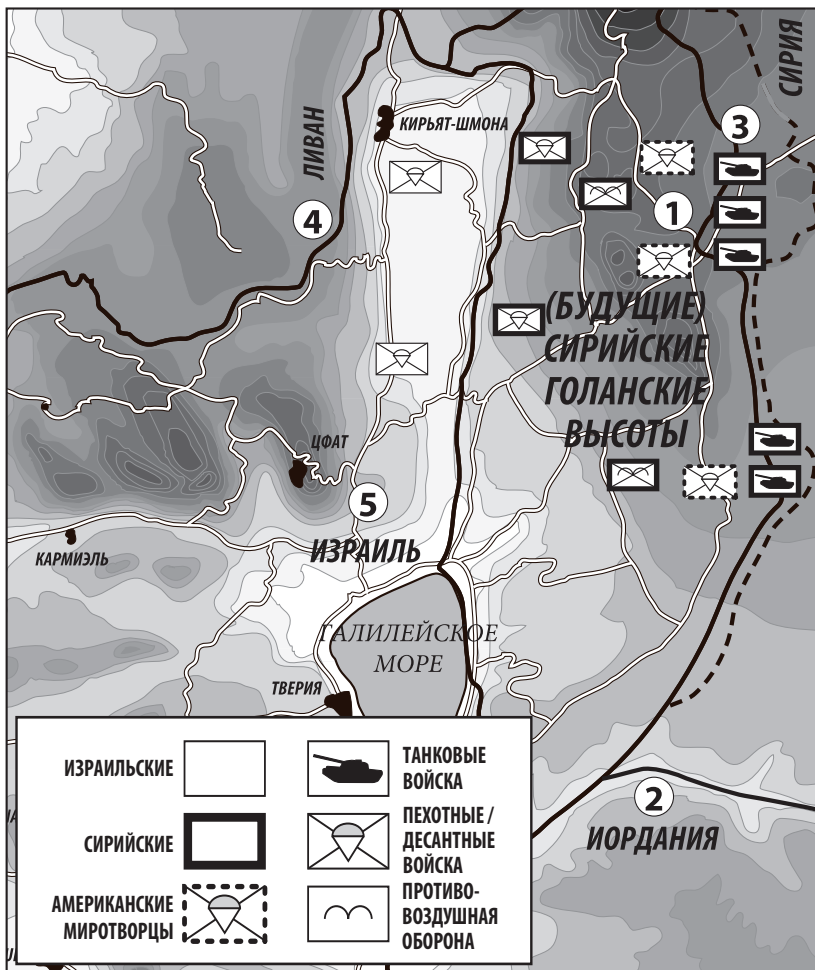 СИРИЯ
ЛИВАН
КИРЬЯТ-ШМОНА
3
1
4
(БУДУЩИЕ)
СИРИЙСКИЕ
ГОЛАНСКИЕ
ВЫСОТЫ
ЦФАТ
5
ИЗРАИЛЬ
КАРМИЭЛЬ
ГАЛИЛЕЙСКОЕ
МОРЕ
ТВЕРИЯ
2
ИОРДАНИЯ
ИЗРАИЛЬСКИЕ
СИРИЙСКИЕ
АМЕРИКАНСКИЕ
МИРОТВОРЦЫ
ТАНКОВЫЕ
ВОЙСКА
ПЕХОТНЫЕ /
ДЕСАНТНЫЕ
ВОЙСКА
ПРОТИВО-
ВОЗДУШНАЯ
ОБОРОНА